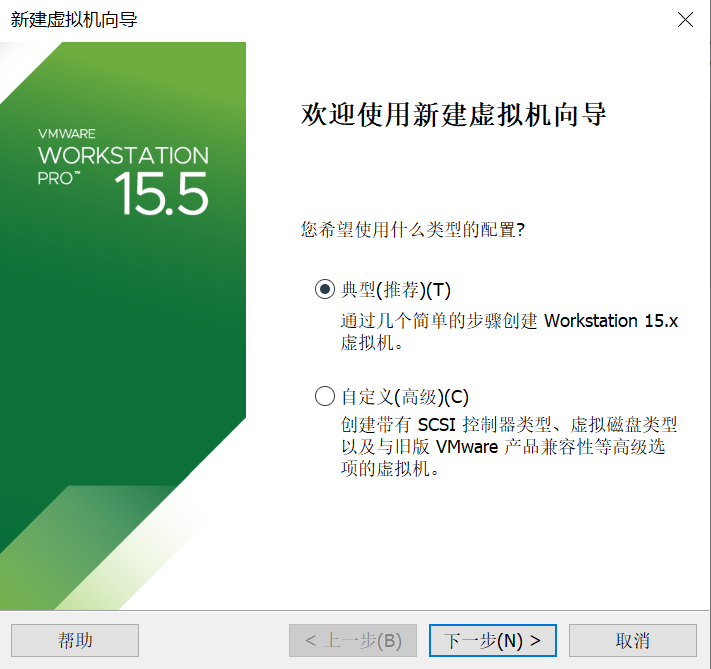 新建虚拟机向导
VMWARE
WORKSTATION
PRO™
15.5
欢迎使用新建虚拟机向导
您希望使用什么类型的配置?
典型(推荐)(T)
通过几个简单的步骤创建 Workstation 15.x
虚拟机。
自定义(高级)(C)
创建带有 SCSI 控制器类型、虚拟磁盘类型
以及与旧版 VMware 产品兼容性等高级选
项的虚拟机。
帮助
< 上一步(B)
下一步(N) >
取消